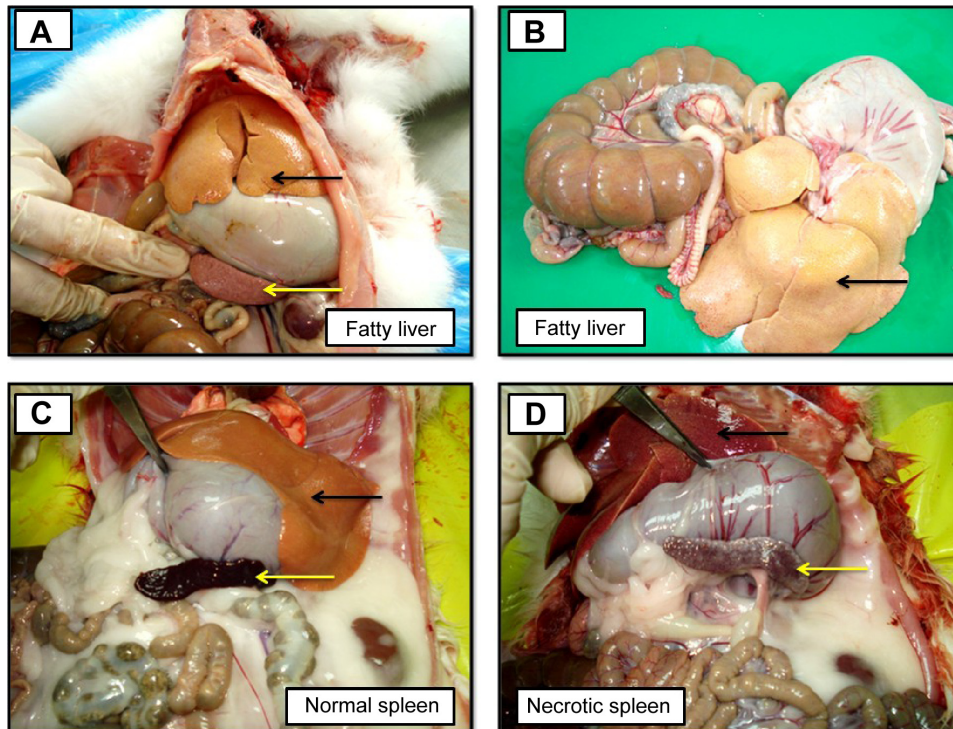 A
Fatty liver
B
Fatty liver
C
Normal spleen
D
Necrotic spleen